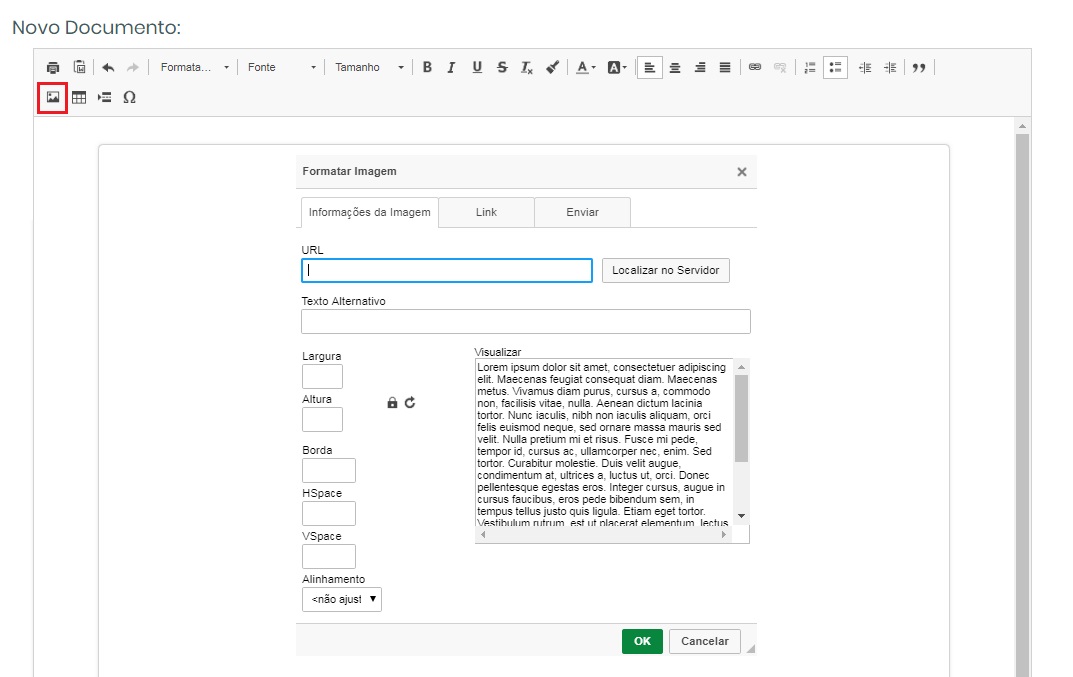 Novo Documento:
Formata... Fonte Tamanho B I U S Ix A A
Ω
Formatar Imagem
Informações da Imagem Link Enviar
URL
Localizar no Servidor
Texto Alternativo
Largura
Altura
Borda
HSpace
VSpace
Alinhamento
<não ajust
Visualizar
Lorem ipsum dolor sit amet, consectetuer adipiscing
elit. Maecenas feugiat consequat diam. Maecenas
metus. Vivamus diam purus, cursus a, commodo
non, facilisis vitae, nulla. Aenean dictum lacinia
tortor. Nunc iaculis, nibh non iaculis aliquam, orci
felis euismod neque, sed ornare massa mauris sed
velit. Nulla pretium mi et risus. Fusce mi pede,
tempor id, cursus ac, ullamcorper nec, enim. Sed
tortor. Curabitur molestie. Duis velit augue,
condimentum at, ultrices a, luctus ut, orci. Donec
pellentesque egestas eros. Integer cursus, augue in
cursus faucibus, eros pede bibendum sem, in
tempus tellus justo quis ligula. Etiam eget tortor.
Vestibulum rutrum, est ut placerat elementum, lectus
OK Cancelar